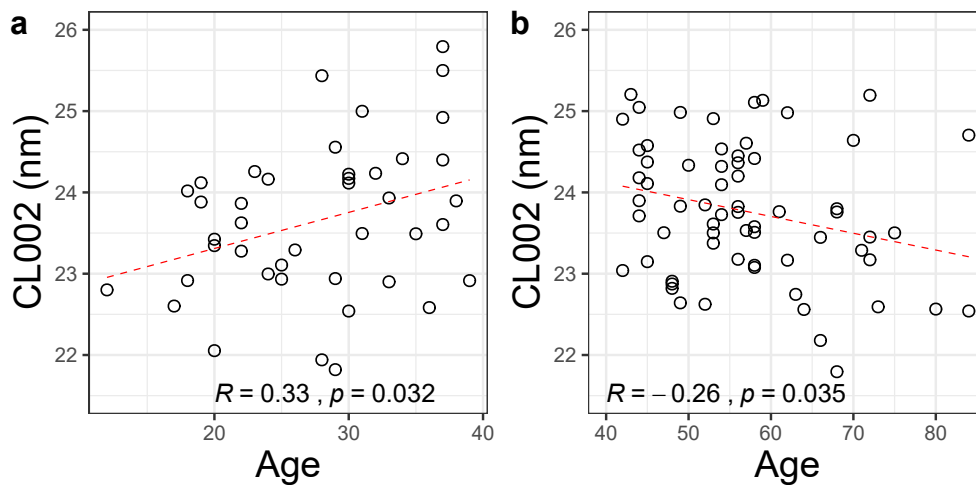 a
CL002 (nm)
26
25
24
23
22
R = 0.33 , p = 0.032
20
30
40
Age
b
CL002 (nm)
26
25
24
23
22
R = −0.26 , p = 0.035
40
50
60
70
80
Age